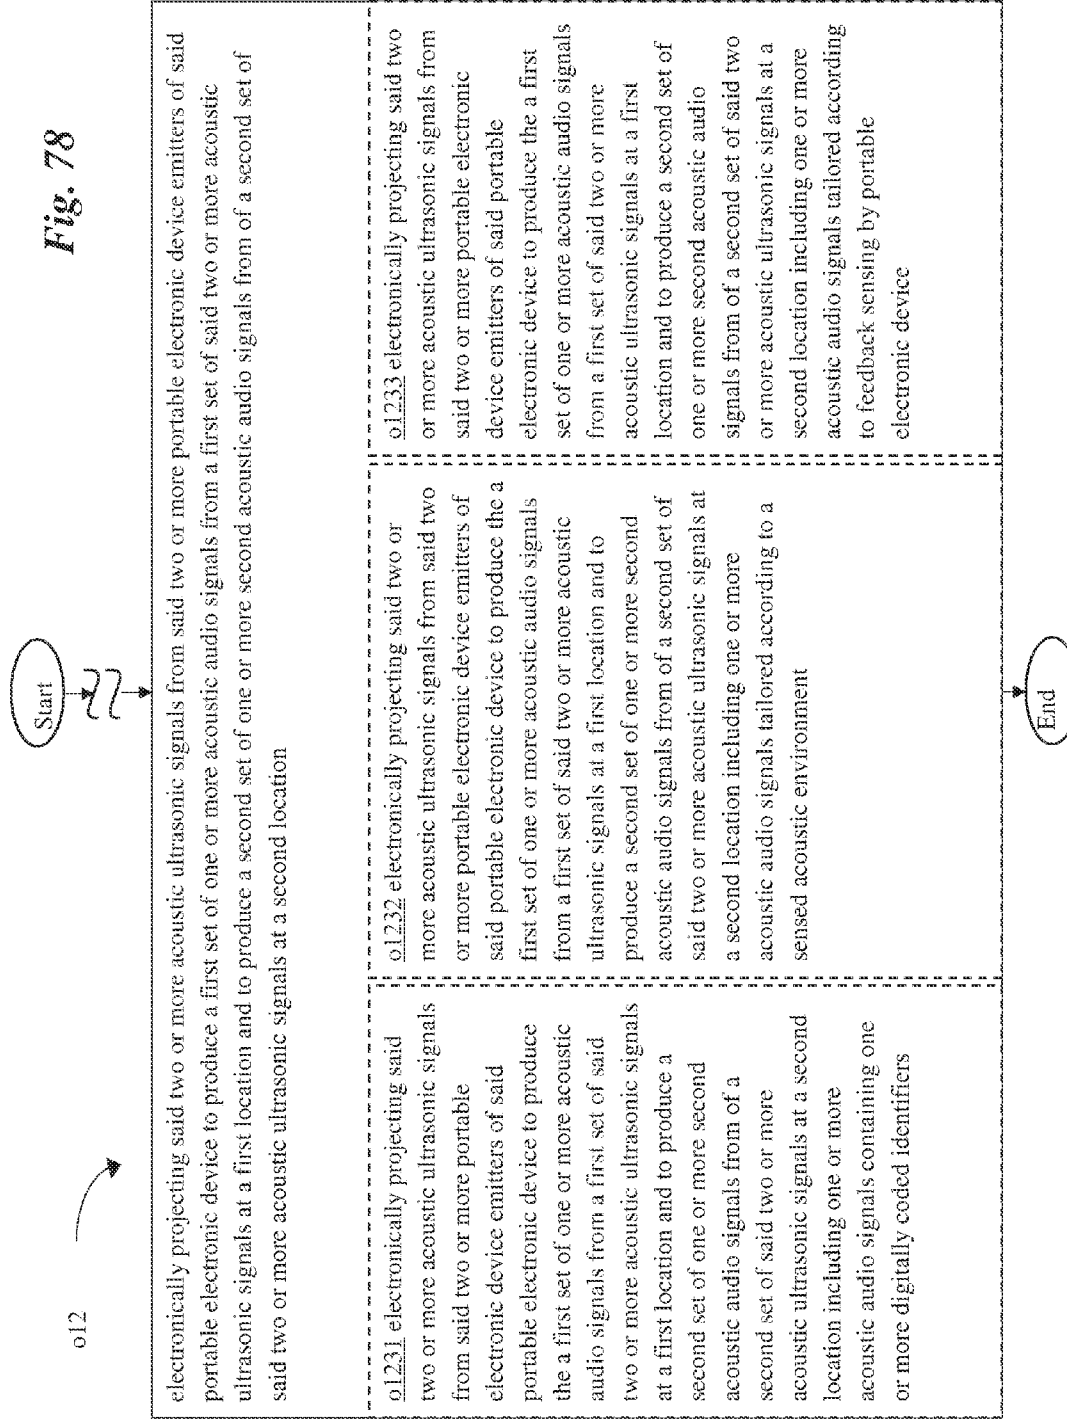 Fig. 78
o12
Start
electronically projecting said two or more acoustic ultrasonic signals from said two or more portable electronic device emitters of said
portable electronic device to produce a first set of one or more acoustic audio signals from a first set of said two or more acoustic
ultrasonic signals at a first location and to produce a second set of one or more second acoustic audio signals from of a second set of
said two or more acoustic ultrasonic signals at a second location
o1231 electronically projecting said
two or more acoustic ultrasonic signals
from said two or more portable
electronic device emitters of said
portable electronic device to produce
the a first set of one or more acoustic
audio signals from a first set of said
two or more acoustic ultrasonic signals
at a first location and to produce a
second set of one or more second
acoustic audio signals from of a
second set of said two or more
acoustic ultrasonic signals at a second
location including one or more
acoustic audio signals containing one
or more digitally coded identifiers
o1232 electronically projecting said two or
more acoustic ultrasonic signals from said two
or more portable electronic device emitters of
said portable electronic device to produce the a
first set of one or more acoustic audio signals
from a first set of said two or more acoustic
ultrasonic signals at a first location and to
produce a second set of one or more second
acoustic audio signals from of a second set of
said two or more acoustic ultrasonic signals at
a second location including one or more
acoustic audio signals tailored according to a
sensed acoustic environment
o1233 electronically projecting said two
or more acoustic ultrasonic signals from
said two or more portable electronic
device emitters of said portable
electronic device to produce the a first
set of one or more acoustic audio signals
from a first set of said two or more
acoustic ultrasonic signals at a first
location and to produce a second set of
one or more second acoustic audio
signals from of a second set of said two
or more acoustic ultrasonic signals at a
second location including one or more
acoustic audio signals tailored according
to feedback sensing by portable
electronic device
End